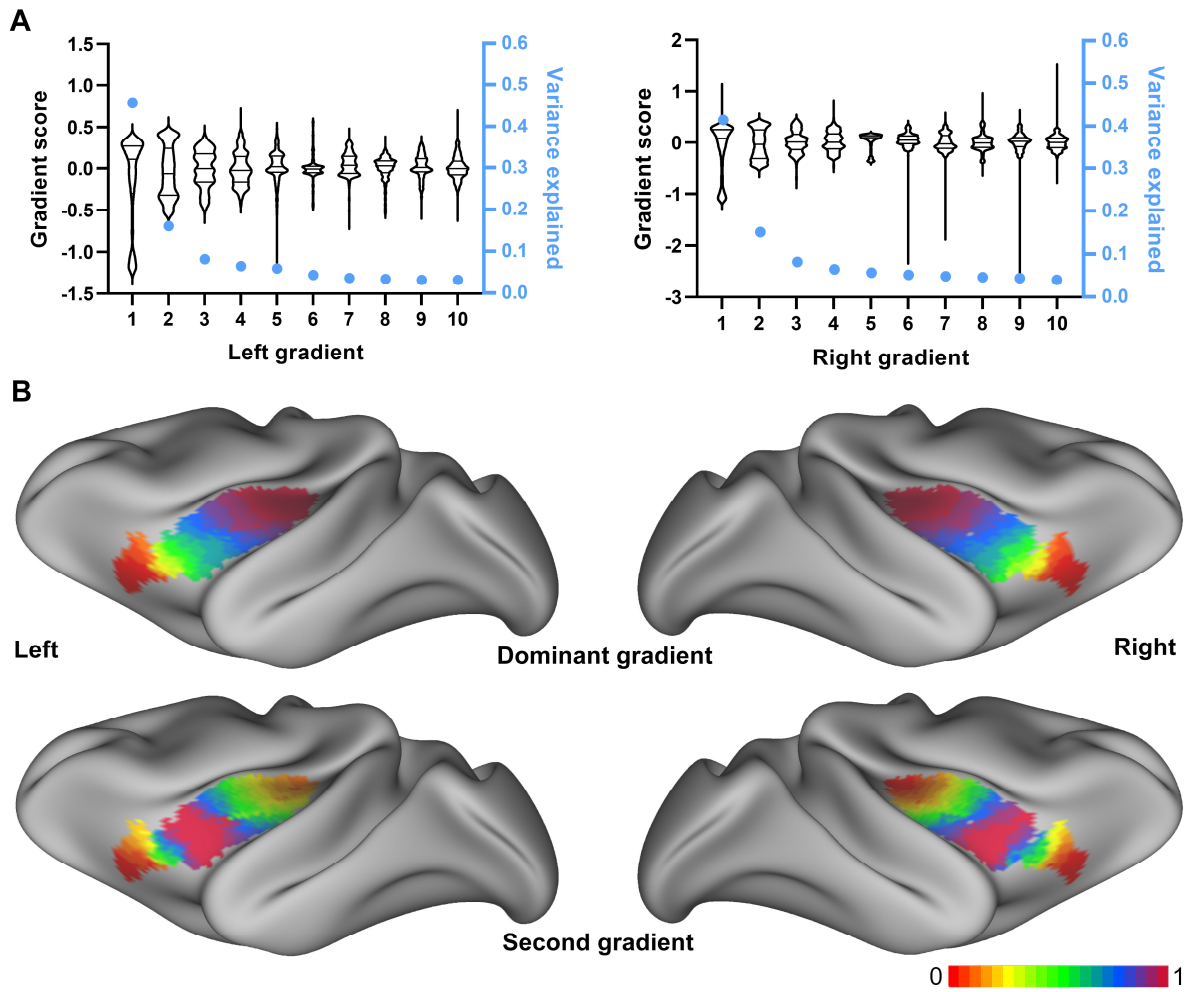 A
1.5
1.0
0.5
0.0
-0.5
-1.0
-1.5
Gradient score
0.6
0.5
0.4
0.3
0.2
0.1
0.0
Variance explained
1 2 3 4 5 6 7 8 9 10
Left gradient
2
1
0
-1
-2
-3
Gradient score
0.6
0.5
0.4
0.3
0.2
0.1
0.0
Variance explained
1 2 3 4 5 6 7 8 9 10
Right gradient
B
Left
Dominant gradient
Right
Second gradient
0 1